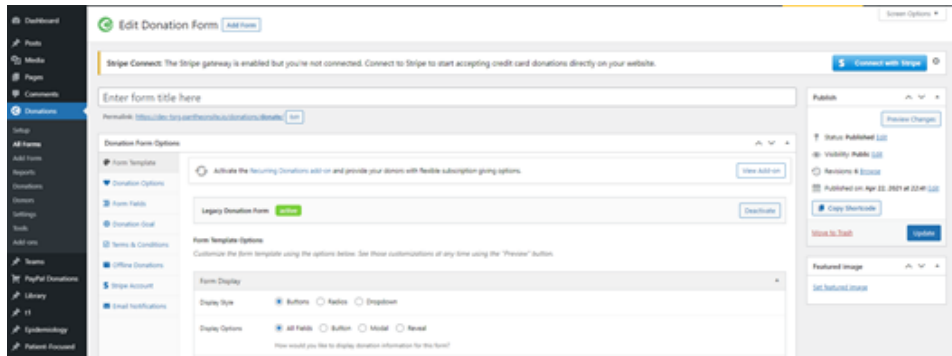 Dashboard
Posts
Media
Pages
Comments
Donations
Setup
All Forms
Add Form
Reports
Donations
Donors
Settings
Tools
Add-ons
Teams
PayPal Donations
Library
Epidemiology
Patient-Focused
Screen Options
Edit Donation Form Add Form
Stripe Connect: The Stripe gateway is enabled but you're not connected. Connect to Stripe to start accepting credit card donations directly on your website.
S Connect with Stripe
Enter form title here
Permalink: Edit
Donation Form Options
Form Template
Donation Options
Form Fields
Donation Goal
Terms & Conditions
Offline Donations
Stripe Account
Email Notifications
Activate the Recurring Donations add-on and provide your donors with flexible subscription giving options.
View Add-on
Legacy Donation Form active
Deactivate
Form Template Options
Customize the form template using the options below. See those customizations at any time using the "Preview" button.
Form Display
Display Style Buttons Radios Dropdown
Display Options All Fields Button Modal Reveal
How would you like to display donation information for this form?
Publish
Preview Changes
Status: Published Edit
Visibility: Public Edit
Revisions: 6 Browse
Published on: Apr 22, 2021 at 22:41 Edit
Copy Shortcode
Move to Trash Update
Featured image
Set featured image